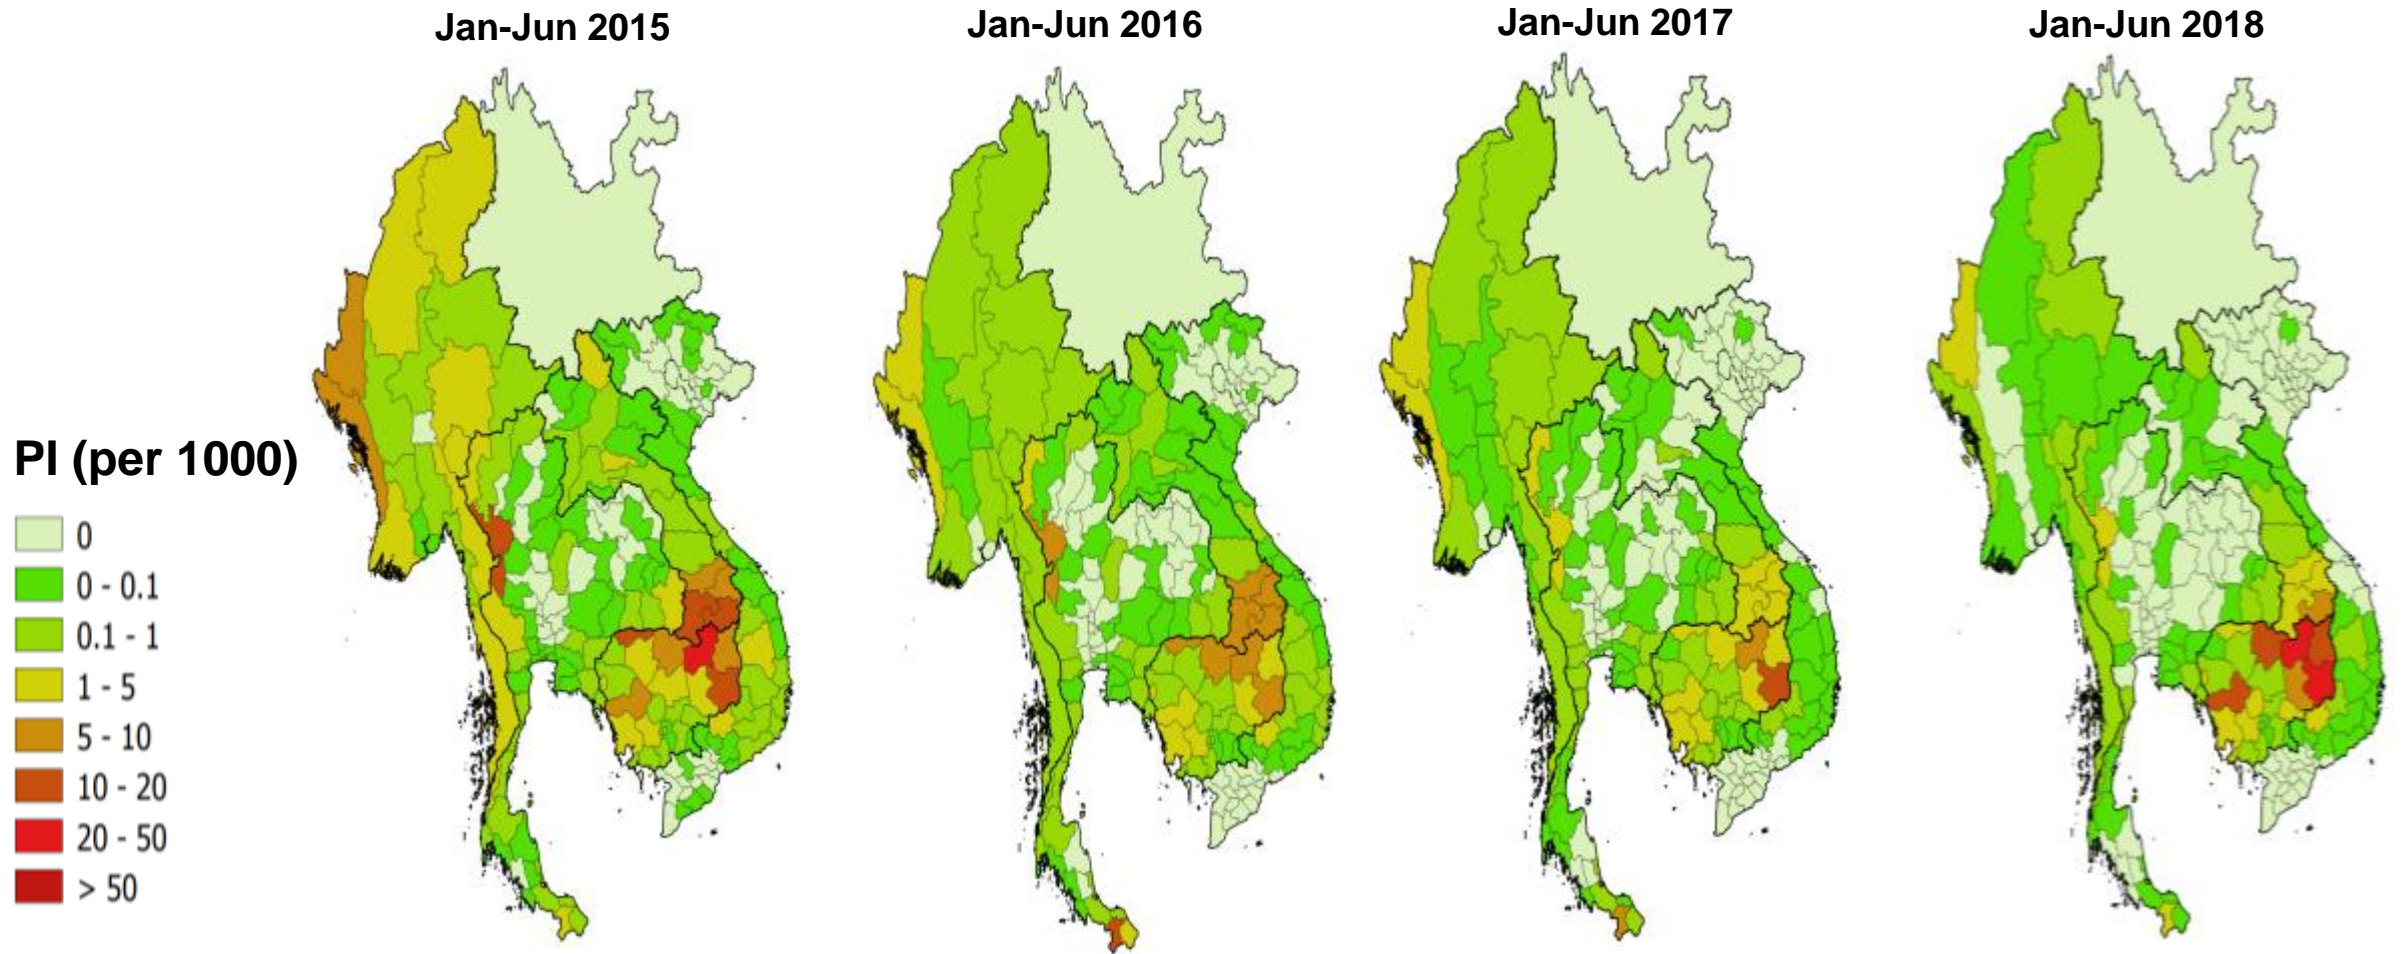 Jan-Jun 2015
Jan-Jun 2016
Jan-Jun 2017
Jan-Jun 2018
PI (per 1000)
0
0 - 0.1
0.1 - 1
1 - 5
5 - 10
10 - 20
20 - 50
> 50